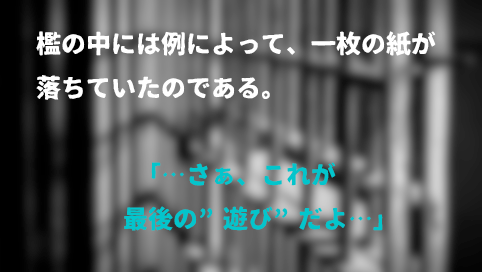 檻の中には例によって、一枚の紙が
落ちていたのである。
「…さぁ、これが
最後の”遊び”だよ…」